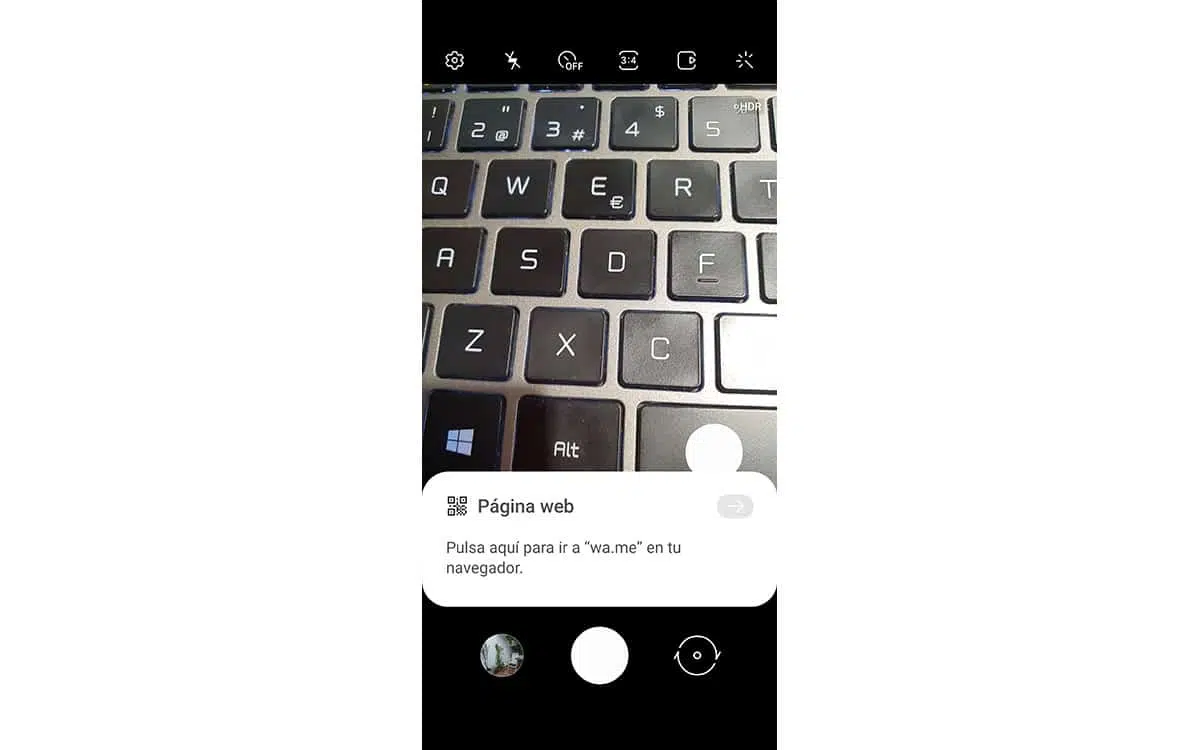 OFF
3:4
HDR
! " · $
2 @ 3 # 4 5
Q W E € R T
A S D F
Z X C
Alt
Página web
Pulsa aquí para ir a “wa.me” en tu
navegador.